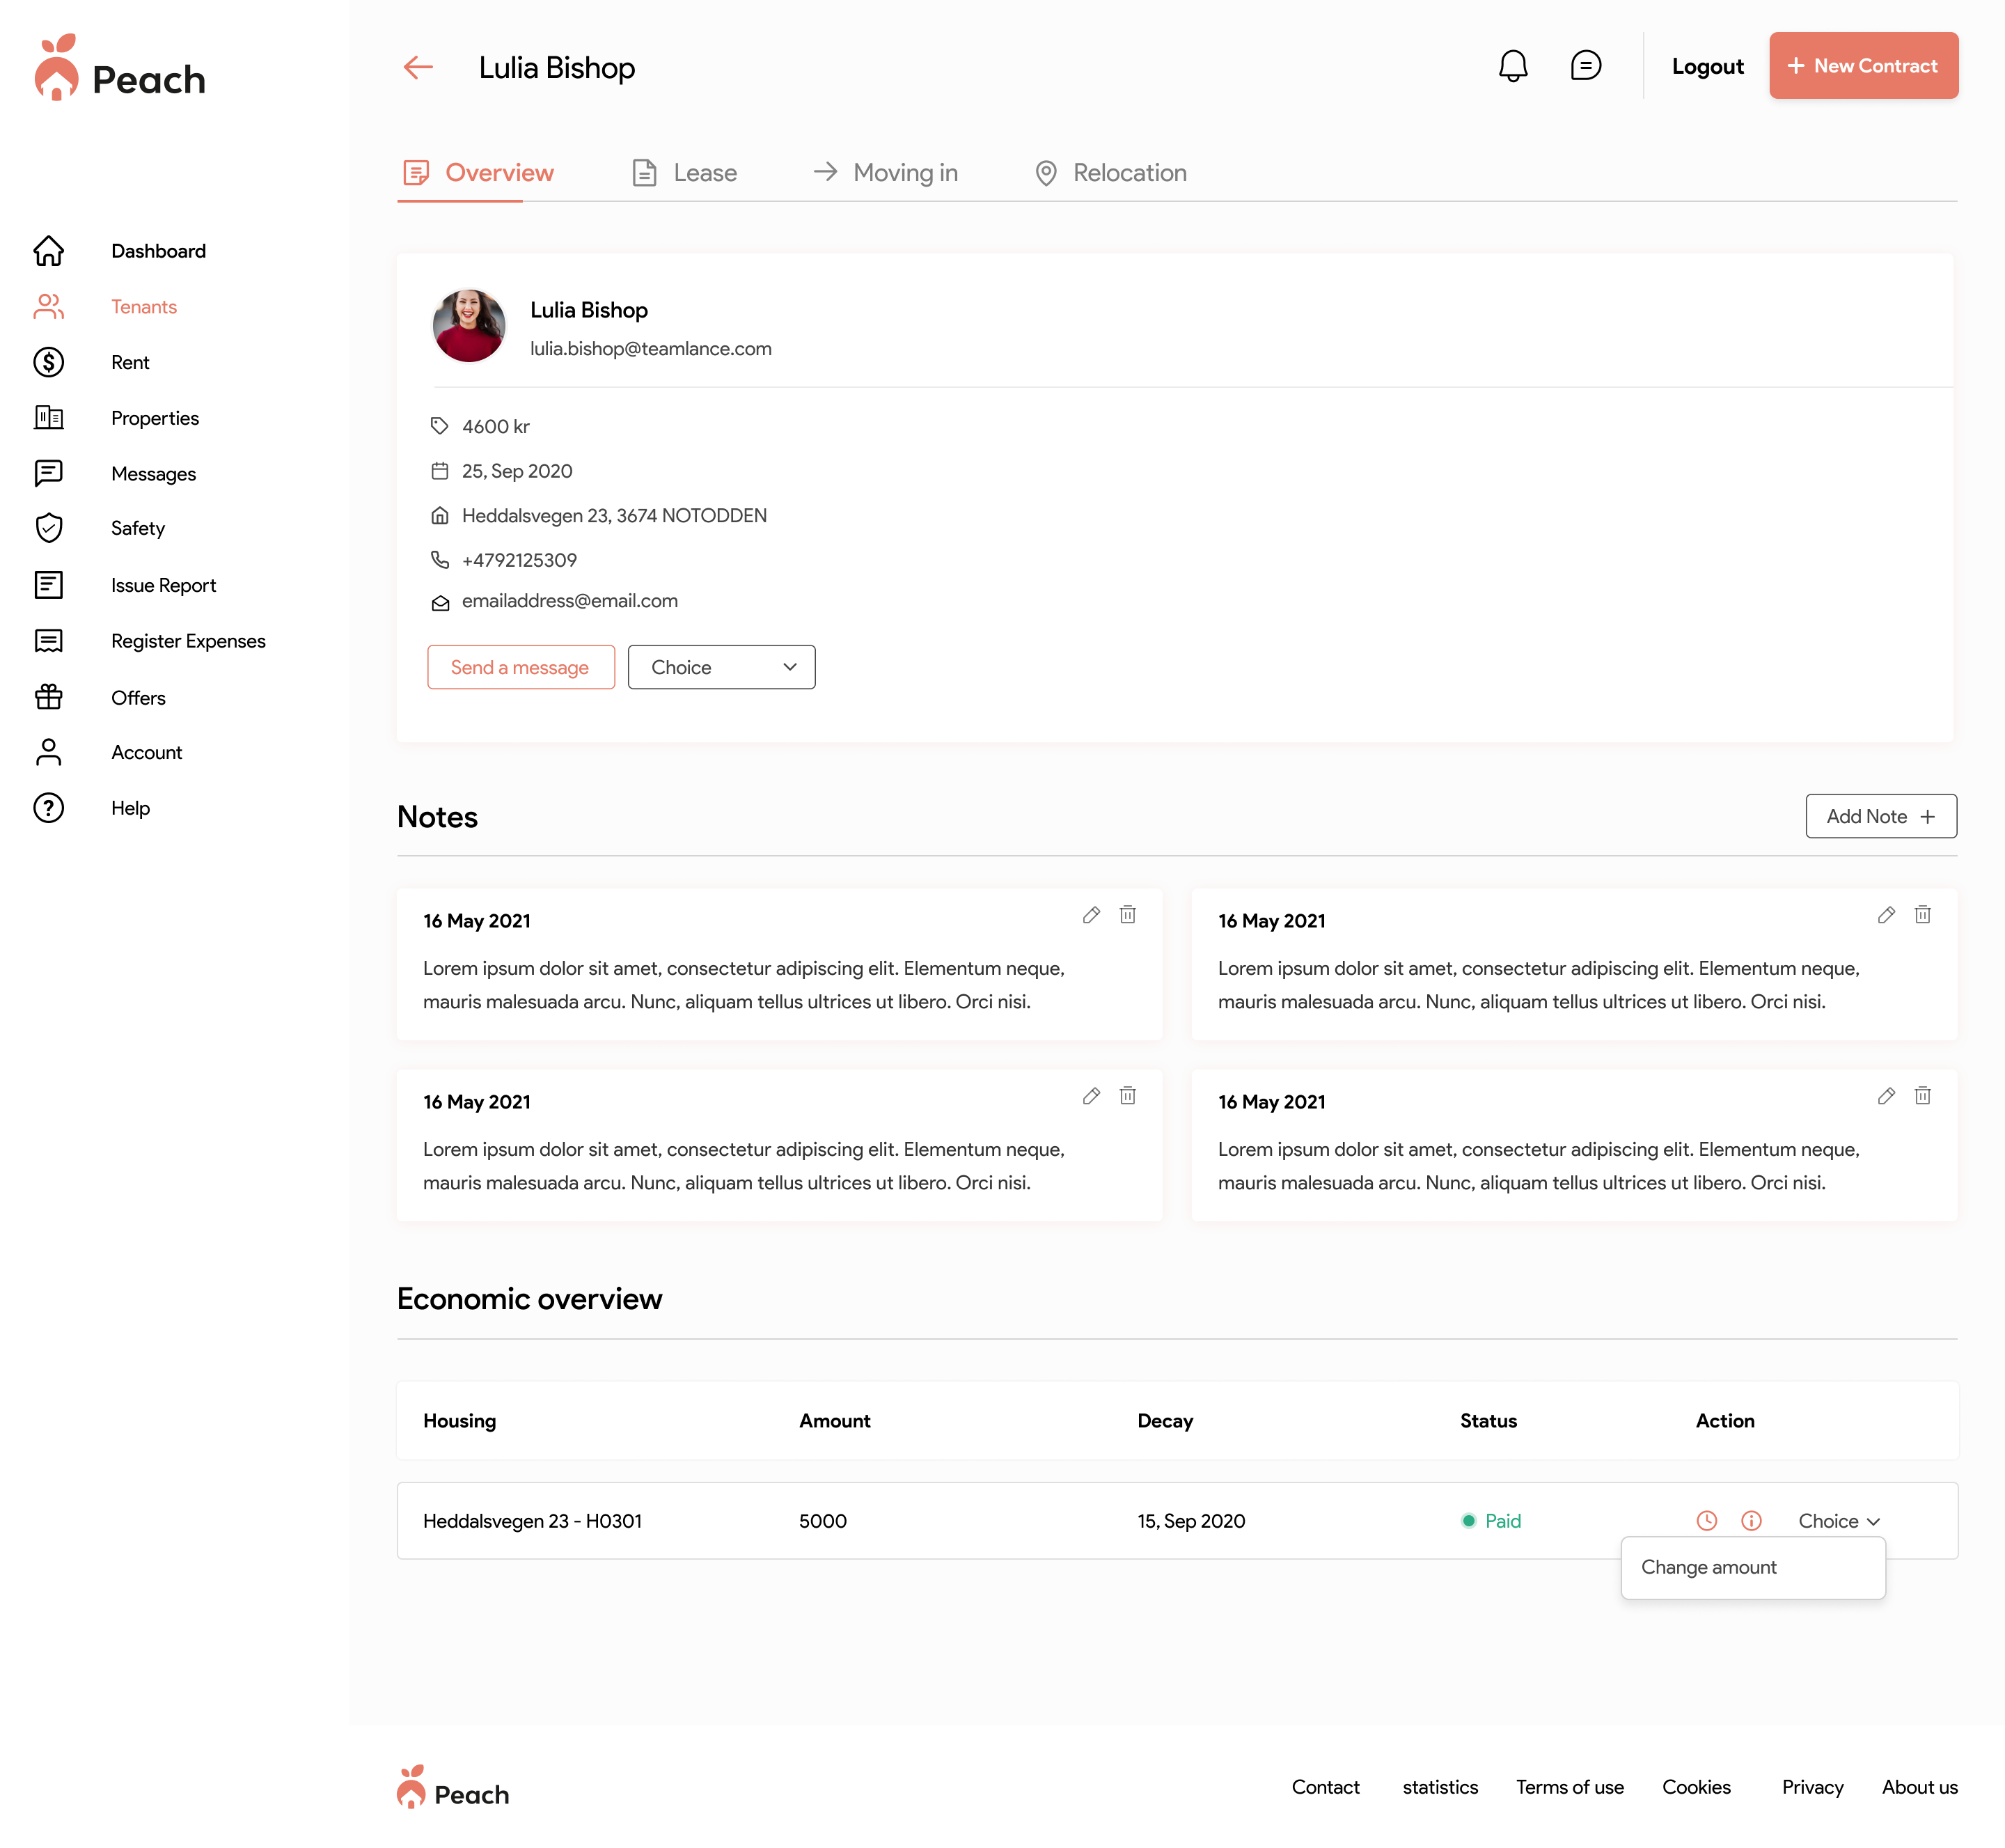 Peach
Lulia Bishop
Logout
+ New Contract
Overview
Lease
Moving in
Relocation
Dashboard
Tenants
Rent
Properties
Messages
Safety
Issue Report
Register Expenses
Offers
Account
Help
Lulia Bishop
lulia.bishop@teamlance.com
4600 kr
25, Sep 2020
Heddalsvegen 23, 3674 NOTODDEN
+4792125309
emailaddress@email.com
Send a message
Choice
Notes
Add Note +
16 May 2021
Lorem ipsum dolor sit amet, consectetur adipiscing elit. Elementum neque,
mauris malesuada arcu. Nunc, aliquam tellus ultrices ut libero. Orci nisi.
16 May 2021
Lorem ipsum dolor sit amet, consectetur adipiscing elit. Elementum neque,
mauris malesuada arcu. Nunc, aliquam tellus ultrices ut libero. Orci nisi.
16 May 2021
Lorem ipsum dolor sit amet, consectetur adipiscing elit. Elementum neque,
mauris malesuada arcu. Nunc, aliquam tellus ultrices ut libero. Orci nisi.
16 May 2021
Lorem ipsum dolor sit amet, consectetur adipiscing elit. Elementum neque,
mauris malesuada arcu. Nunc, aliquam tellus ultrices ut libero. Orci nisi.
Economic overview
Housing
Amount
Decay
Status
Action
Heddalsvegen 23 - H0301
5000
15, Sep 2020
Paid
Choice
Change amount
Peach
Contact
statistics
Terms of use
Cookies
Privacy
About us